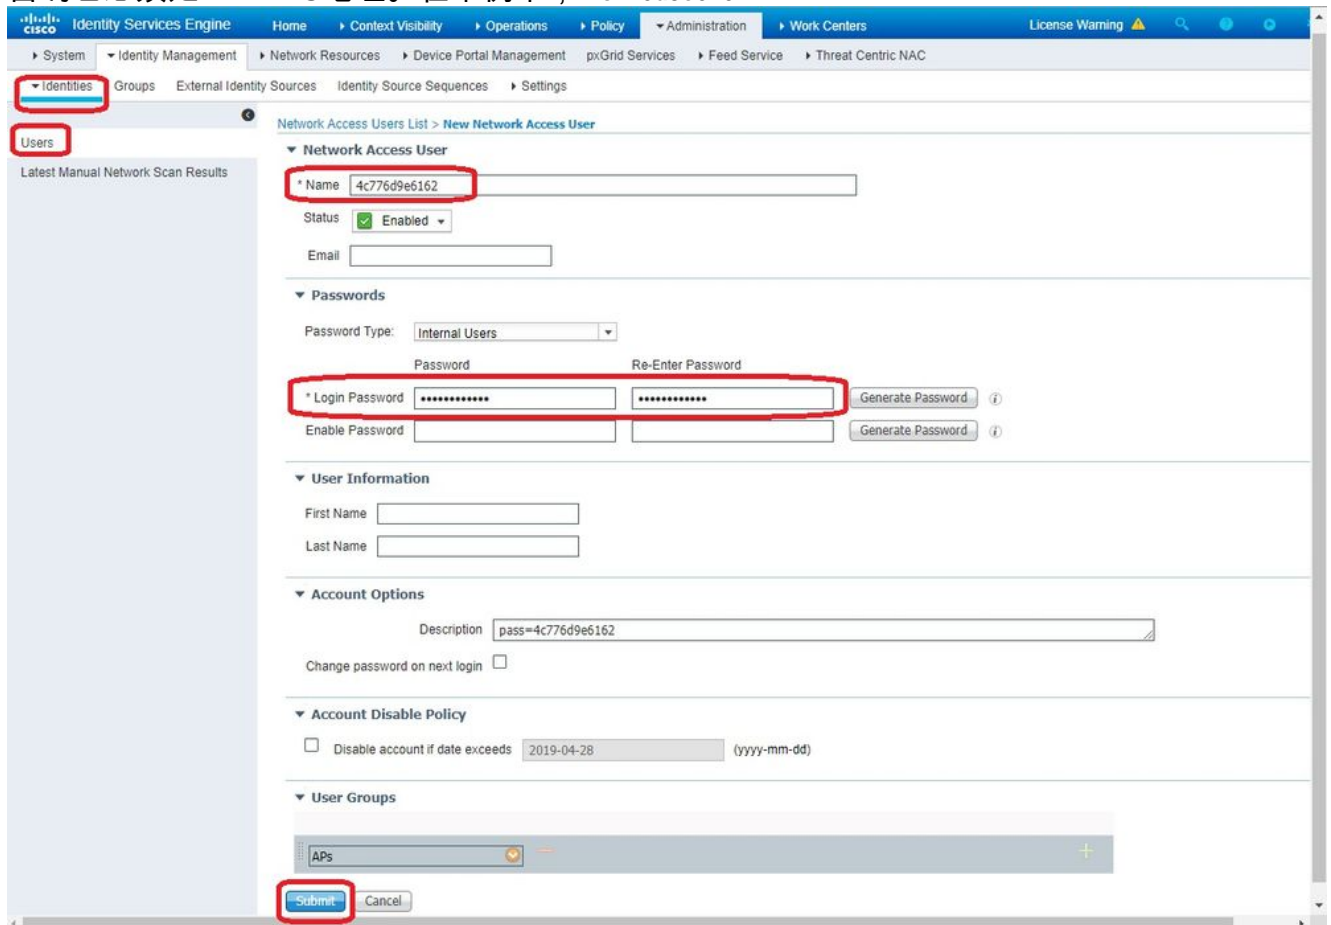 cisco Identity Services Engine Home Context Visibility Operations Policy Administration Work Centers License Warning
System Identity Management Network Resources Device Portal Management pxGrid Services Feed Service Threat Centric NAC
Identities Groups External Identity Sources Identity Source Sequences Settings
Network Access Users List > New Network Access User
Users
Latest Manual Network Scan Results
Network Access User
* Name 4c776d9e6162
Status Enabled
Email
Passwords
Password Type: Internal Users
Password Re-Enter Password
* Login Password •••••••••••• •••••••••••• Generate Password i
Enable Password Generate Password i
User Information
First Name
Last Name
Account Options
Description pass=4c776d9e6162
Change password on next login
Account Disable Policy
Disable account if date exceeds 2019-04-28 (yyyy-mm-dd)
User Groups
APs
Submit Cancel